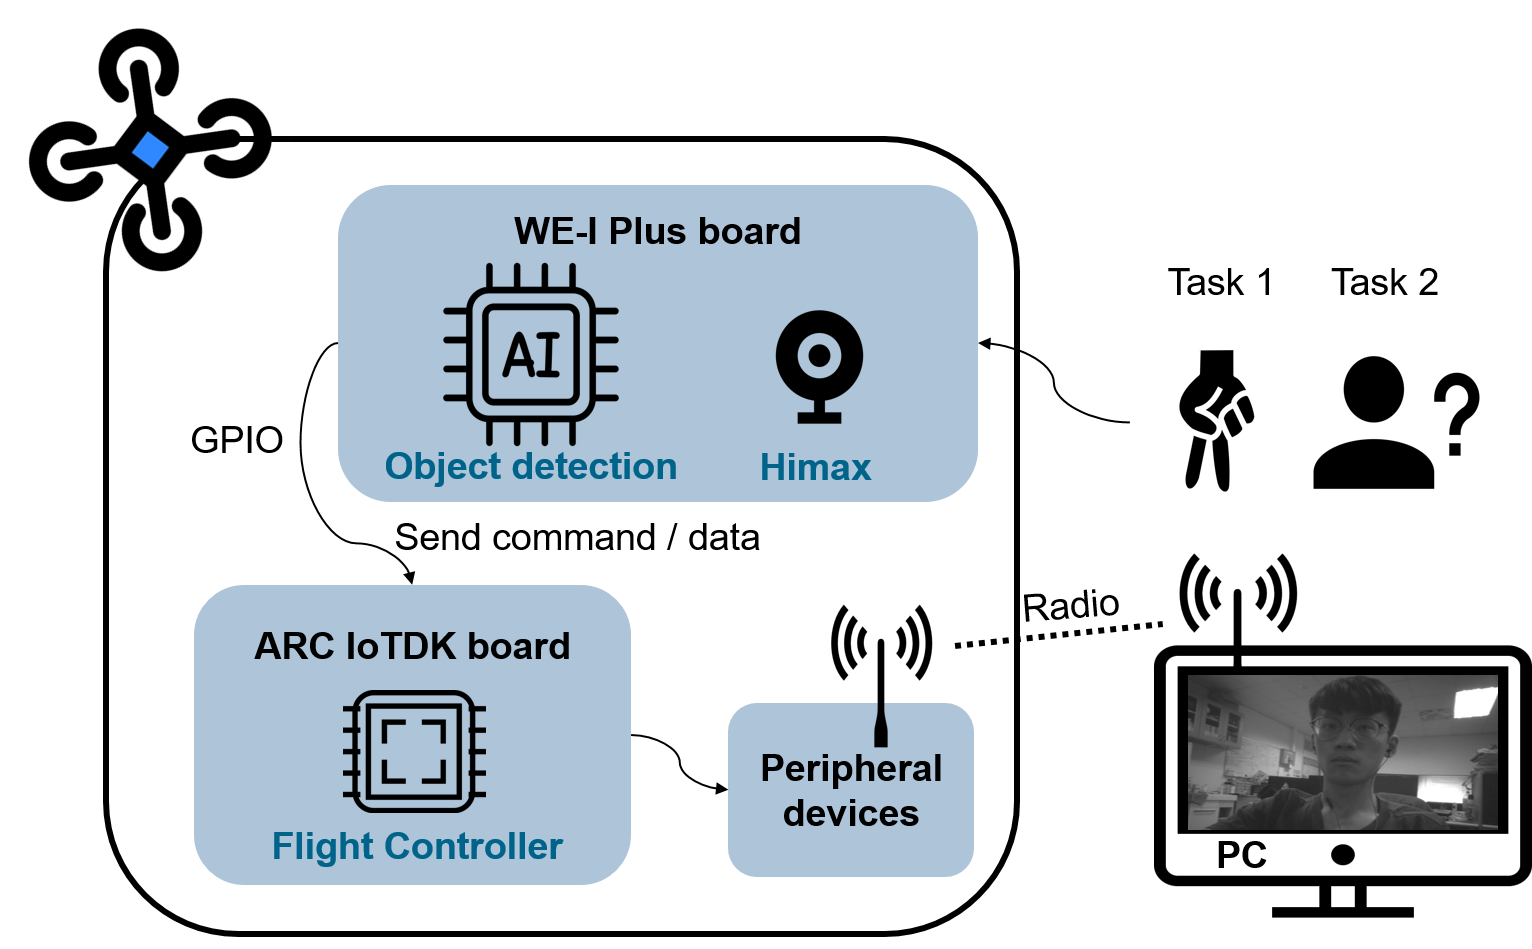 WE-I Plus board
AI
Object detection
Himax
Task 1
Task 2
?
GPIO
Send command / data
ARC IoTDK board
Flight Controller
Radio
Peripheral
devices
PC